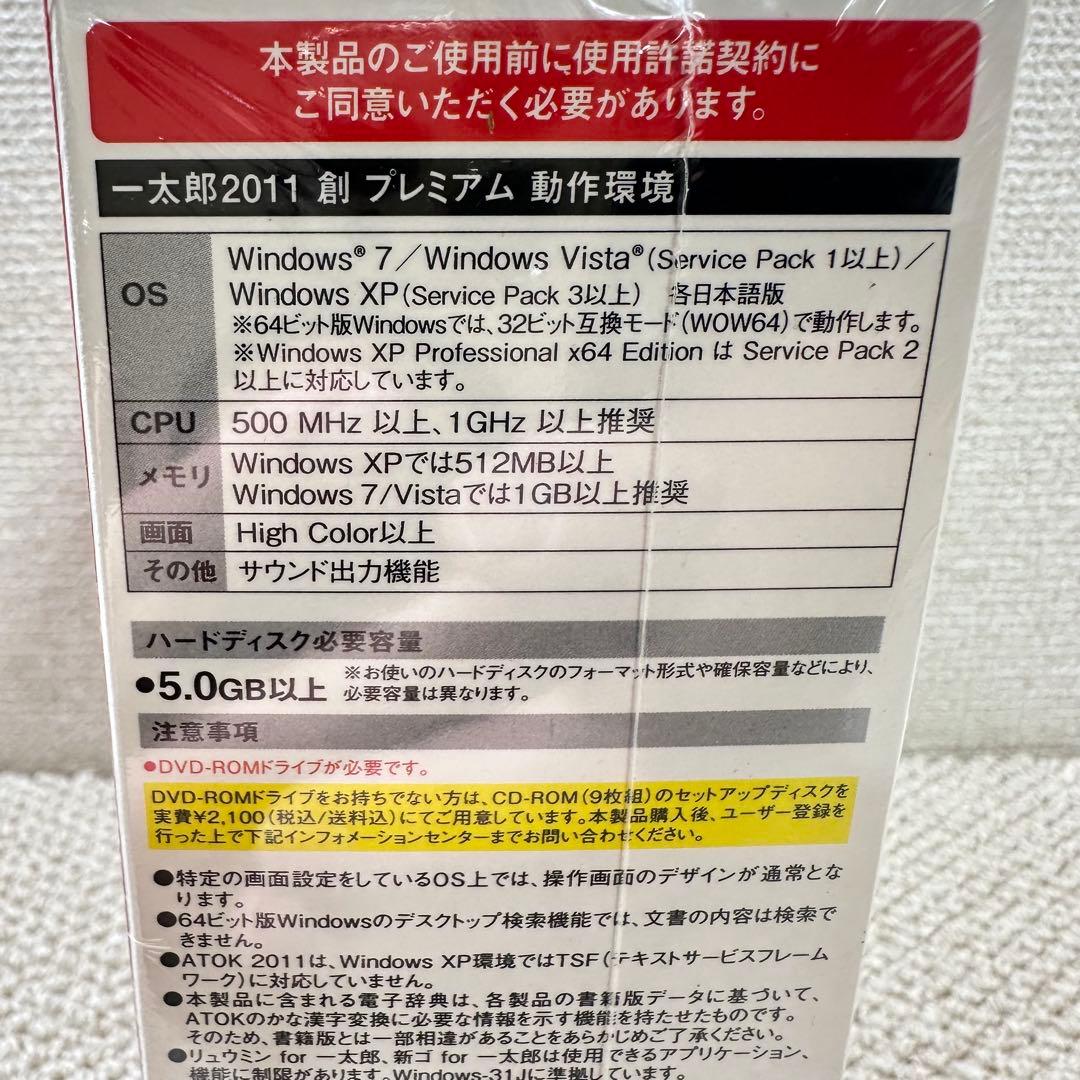 本製品のご使用前に使用許諾契約に
ご同意いただく必要があります。
一太郎2011 創 プレミアム 動作環境
OS
Windows® 7／Windows Vista®(Service Pack 1以上)／
Windows XP(Service Pack 3以上) 各日本語版
※64ビット版Windowsでは、32ビット互換モード(WOW64)で動作します。
※Windows XP Professional x64 Edition は Service Pack 2
以上に対応しています。
CPU
500 MHz 以上、1GHz 以上推奨
メモリ
Windows XPでは512MB以上
Windows 7/Vistaでは1GB以上推奨
画面
High Color以上
その他
サウンド出力機能
ハードディスク必要容量
●5.0GB以上
※お使いのハードディスクのフォーマット形式や確保容量などにより、
必要容量は異なります。
注意事項
●DVD-ROMドライブが必要です。
DVD-ROMドライブをお持ちでない方は、CD-ROM(9枚組)のセットアップディスクを
実費¥2,100(税込/送料込)にてご用意しています。本製品購入後、ユーザー登録を
行った上で下記インフォメーションセンターまでお問い合わせください。
●特定の画面設定をしているOS上では、操作画面のデザインが通常とな
ります。
●64ビット版Windowsのデスクトップ検索機能では、文書の内容は検索で
きません。
●ATOK 2011は、Windows XP環境ではTSF(テキストサービスフレーム
ワーク)に対応していません。
●本製品に含まれる電子辞典は、各製品の書籍版データに基づいて、
ATOKのかな漢字変換に必要な情報を示す機能を持たせたものです。
そのため、書籍版とは一部相違があることをあらかじめご了承ください。
●リュウミン for 一太郎、新ゴ for 一太郎は使用できるアプリケーション、
機能に制限があります。Windows-31Jに準拠しています。